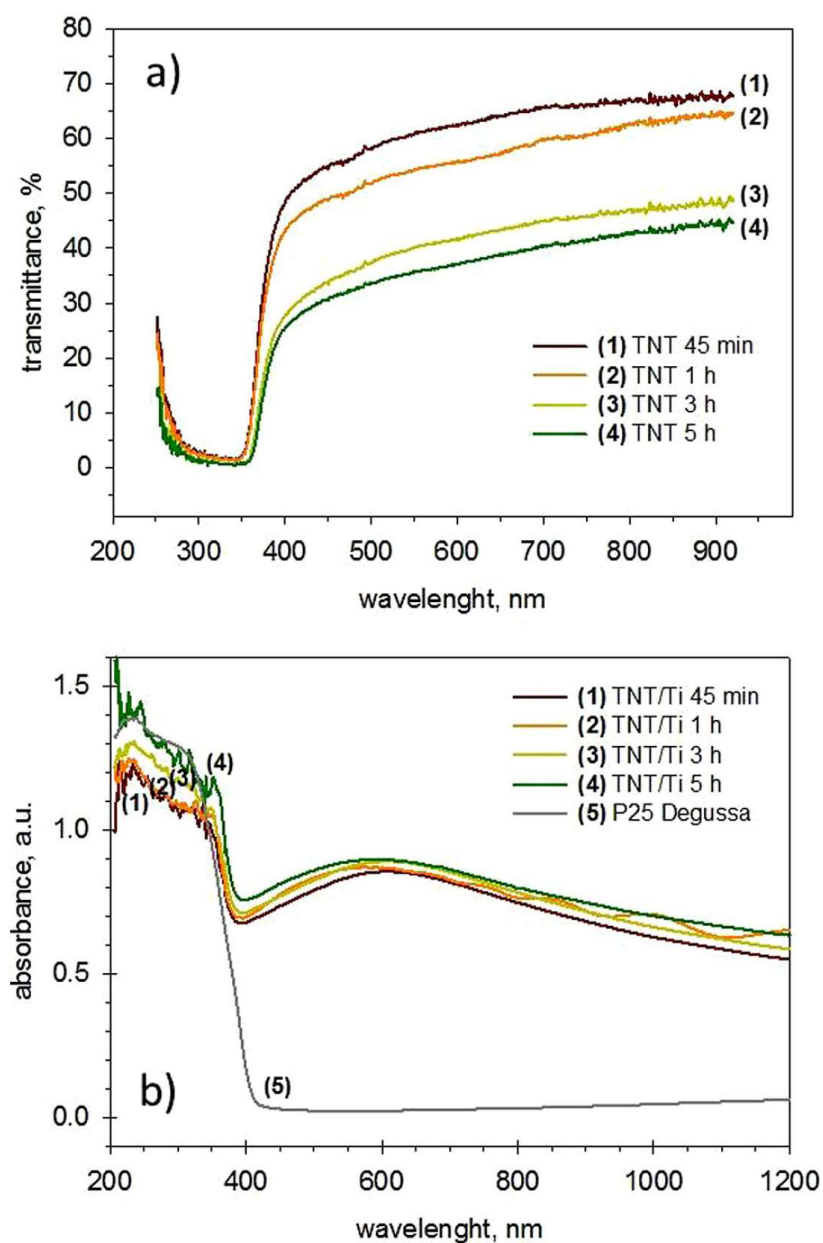 a)
80
70
60
50
40
30
20
10
0
transmittance, %
(1)
(2)
(3)
(4)
(1) TNT 45 min
(2) TNT 1 h
(3) TNT 3 h
(4) TNT 5 h
200 300 400 500 600 700 800 900
wavelenght, nm
1.5
1.0
0.5
0.0
absorbance, a.u.
(1) TNT/Ti 45 min
(2) TNT/Ti 1 h
(3) TNT/Ti 3 h
(4) TNT/Ti 5 h
(5) P25 Degussa
(1) (2) (3) (4)
(5)
b)
200 400 600 800 1000 1200
wavelenght, nm